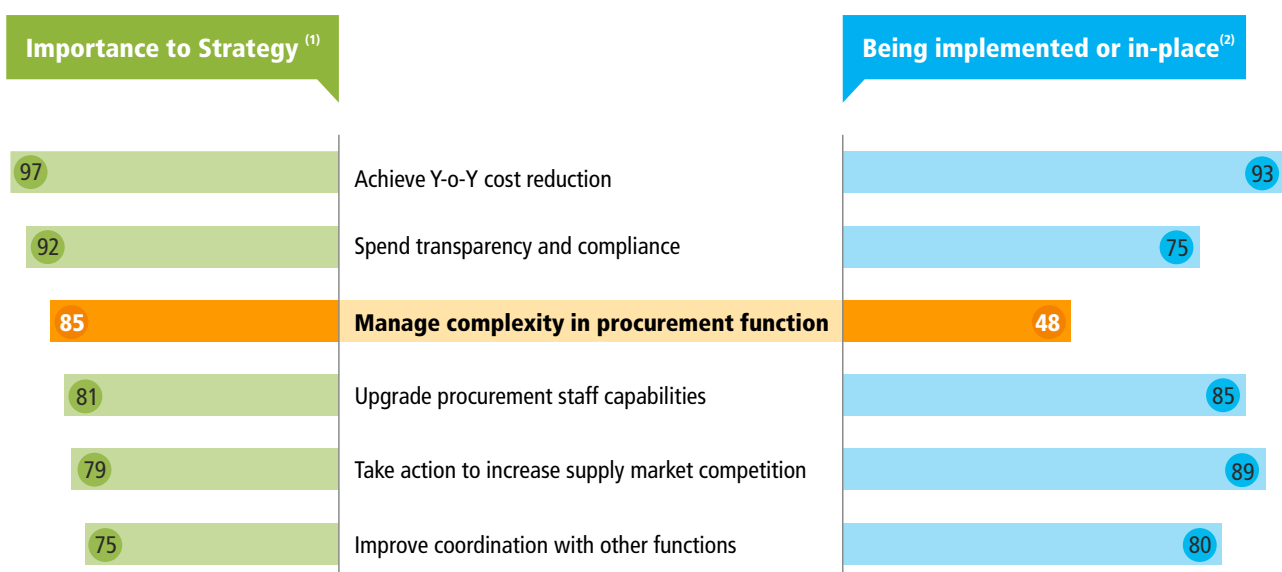 Importance to Strategy (1)
Being implemented or in-place(2)
97
Achieve Y-o-Y cost reduction
93
92
Spend transparency and compliance
75
85
Manage complexity in procurement function
48
81
Upgrade procurement staff capabilities
85
79
Take action to increase supply market competition
89
75
Improve coordination with other functions
80